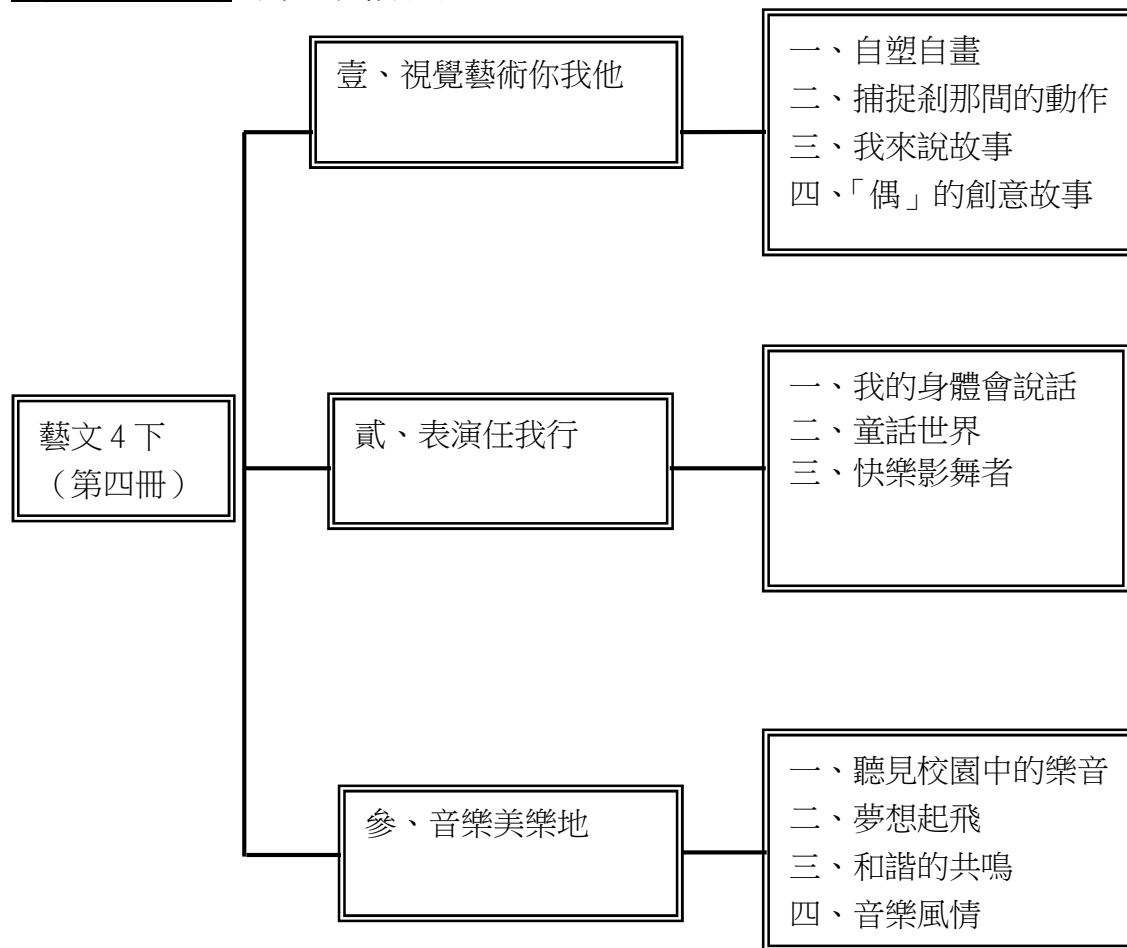 壹、視覺藝術你我他
一、自塑自畫
二、捕捉剎那間的動作
三、我來說故事
四、「偶」的創意故事
藝文 4 下
（第四冊）
貳、表演任我行
一、我的身體會說話
二、童話世界
三、快樂影舞者
參、音樂美樂地
一、聽見校園中的樂音
二、夢想起飛
三、和諧的共鳴
四、音樂風情